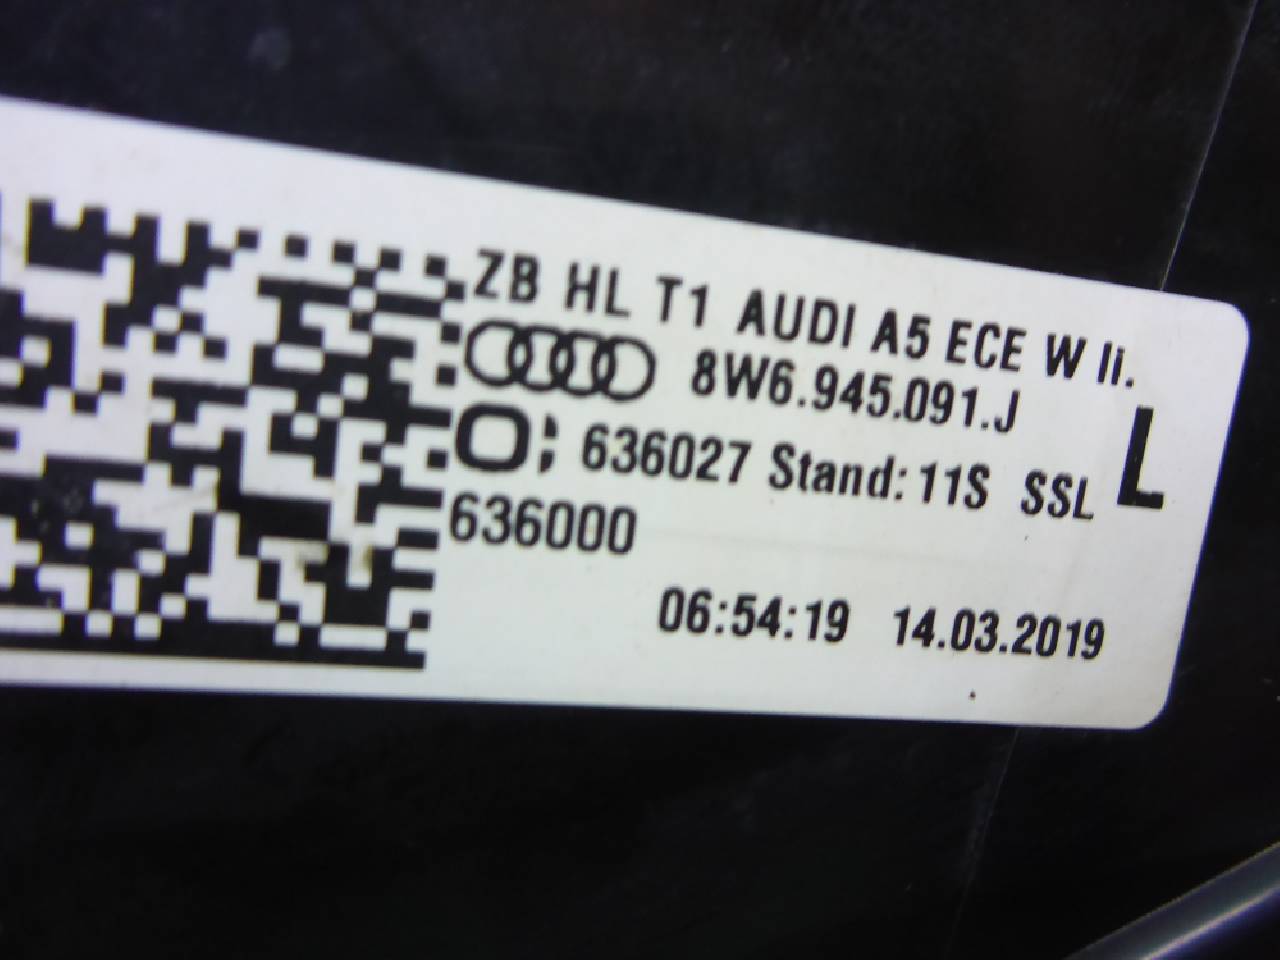 ZB HL T1 AUDI A5 ECE W li.
8W6.945.091.J
636027 Stand: 11S SSL L
636000
06:54:19 14.03.2019